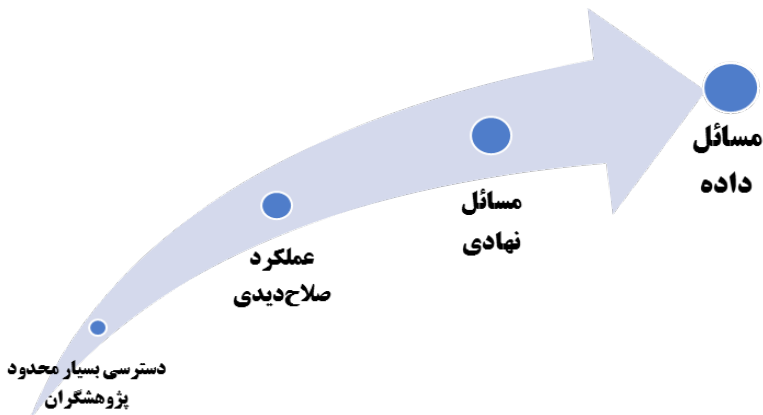 مسائل
داده
مسائل
نهادی
عملکرد
صلاح‌دیدی
دسترسی بسیار محدود
پژوهشگران